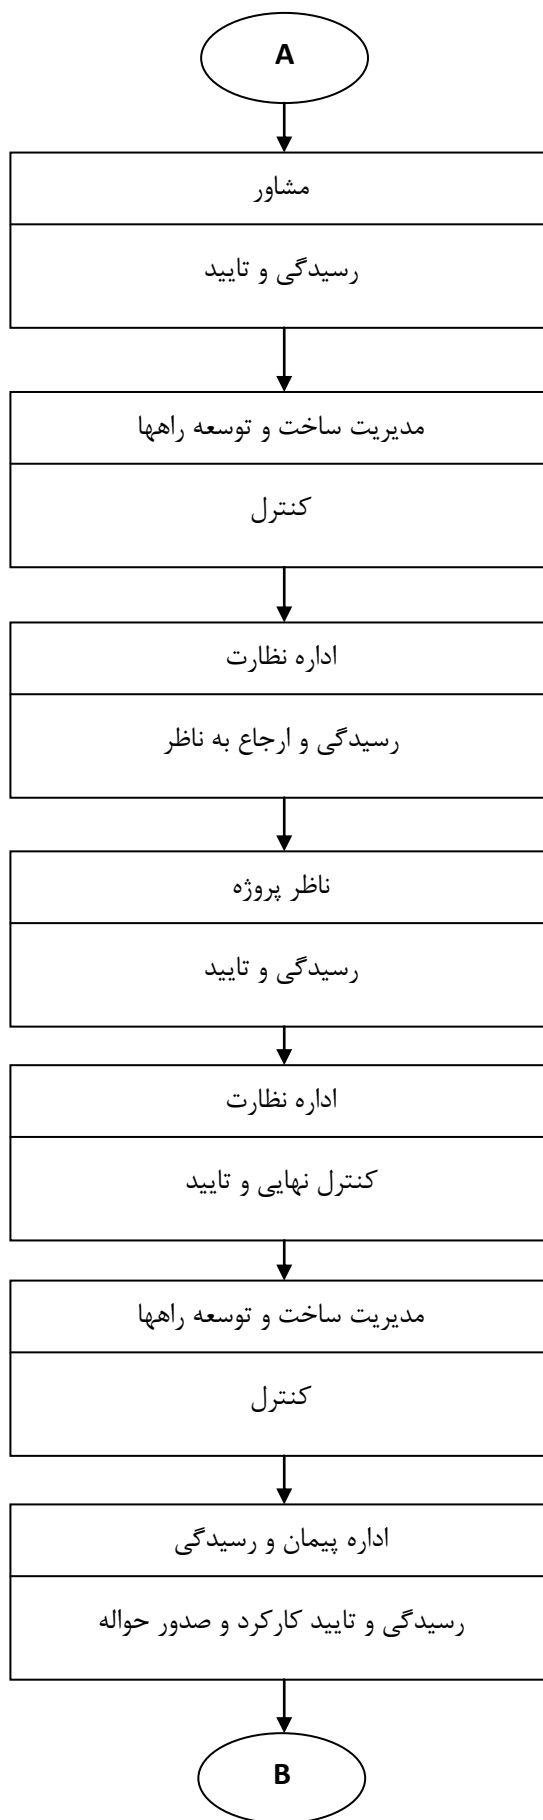 A
مشاور
رسیدگی و تایید
مدیریت ساخت و توسعه راهها
کنترل
اداره نظارت
رسیدگی و ارجاع به ناظر
ناظر پروژه
رسیدگی و تایید
اداره نظارت
کنترل نهایی و تایید
مدیریت ساخت و توسعه راهها
کنترل
اداره پیمان و رسیدگی
رسیدگی و تایید کارکرد و صدور حواله
B